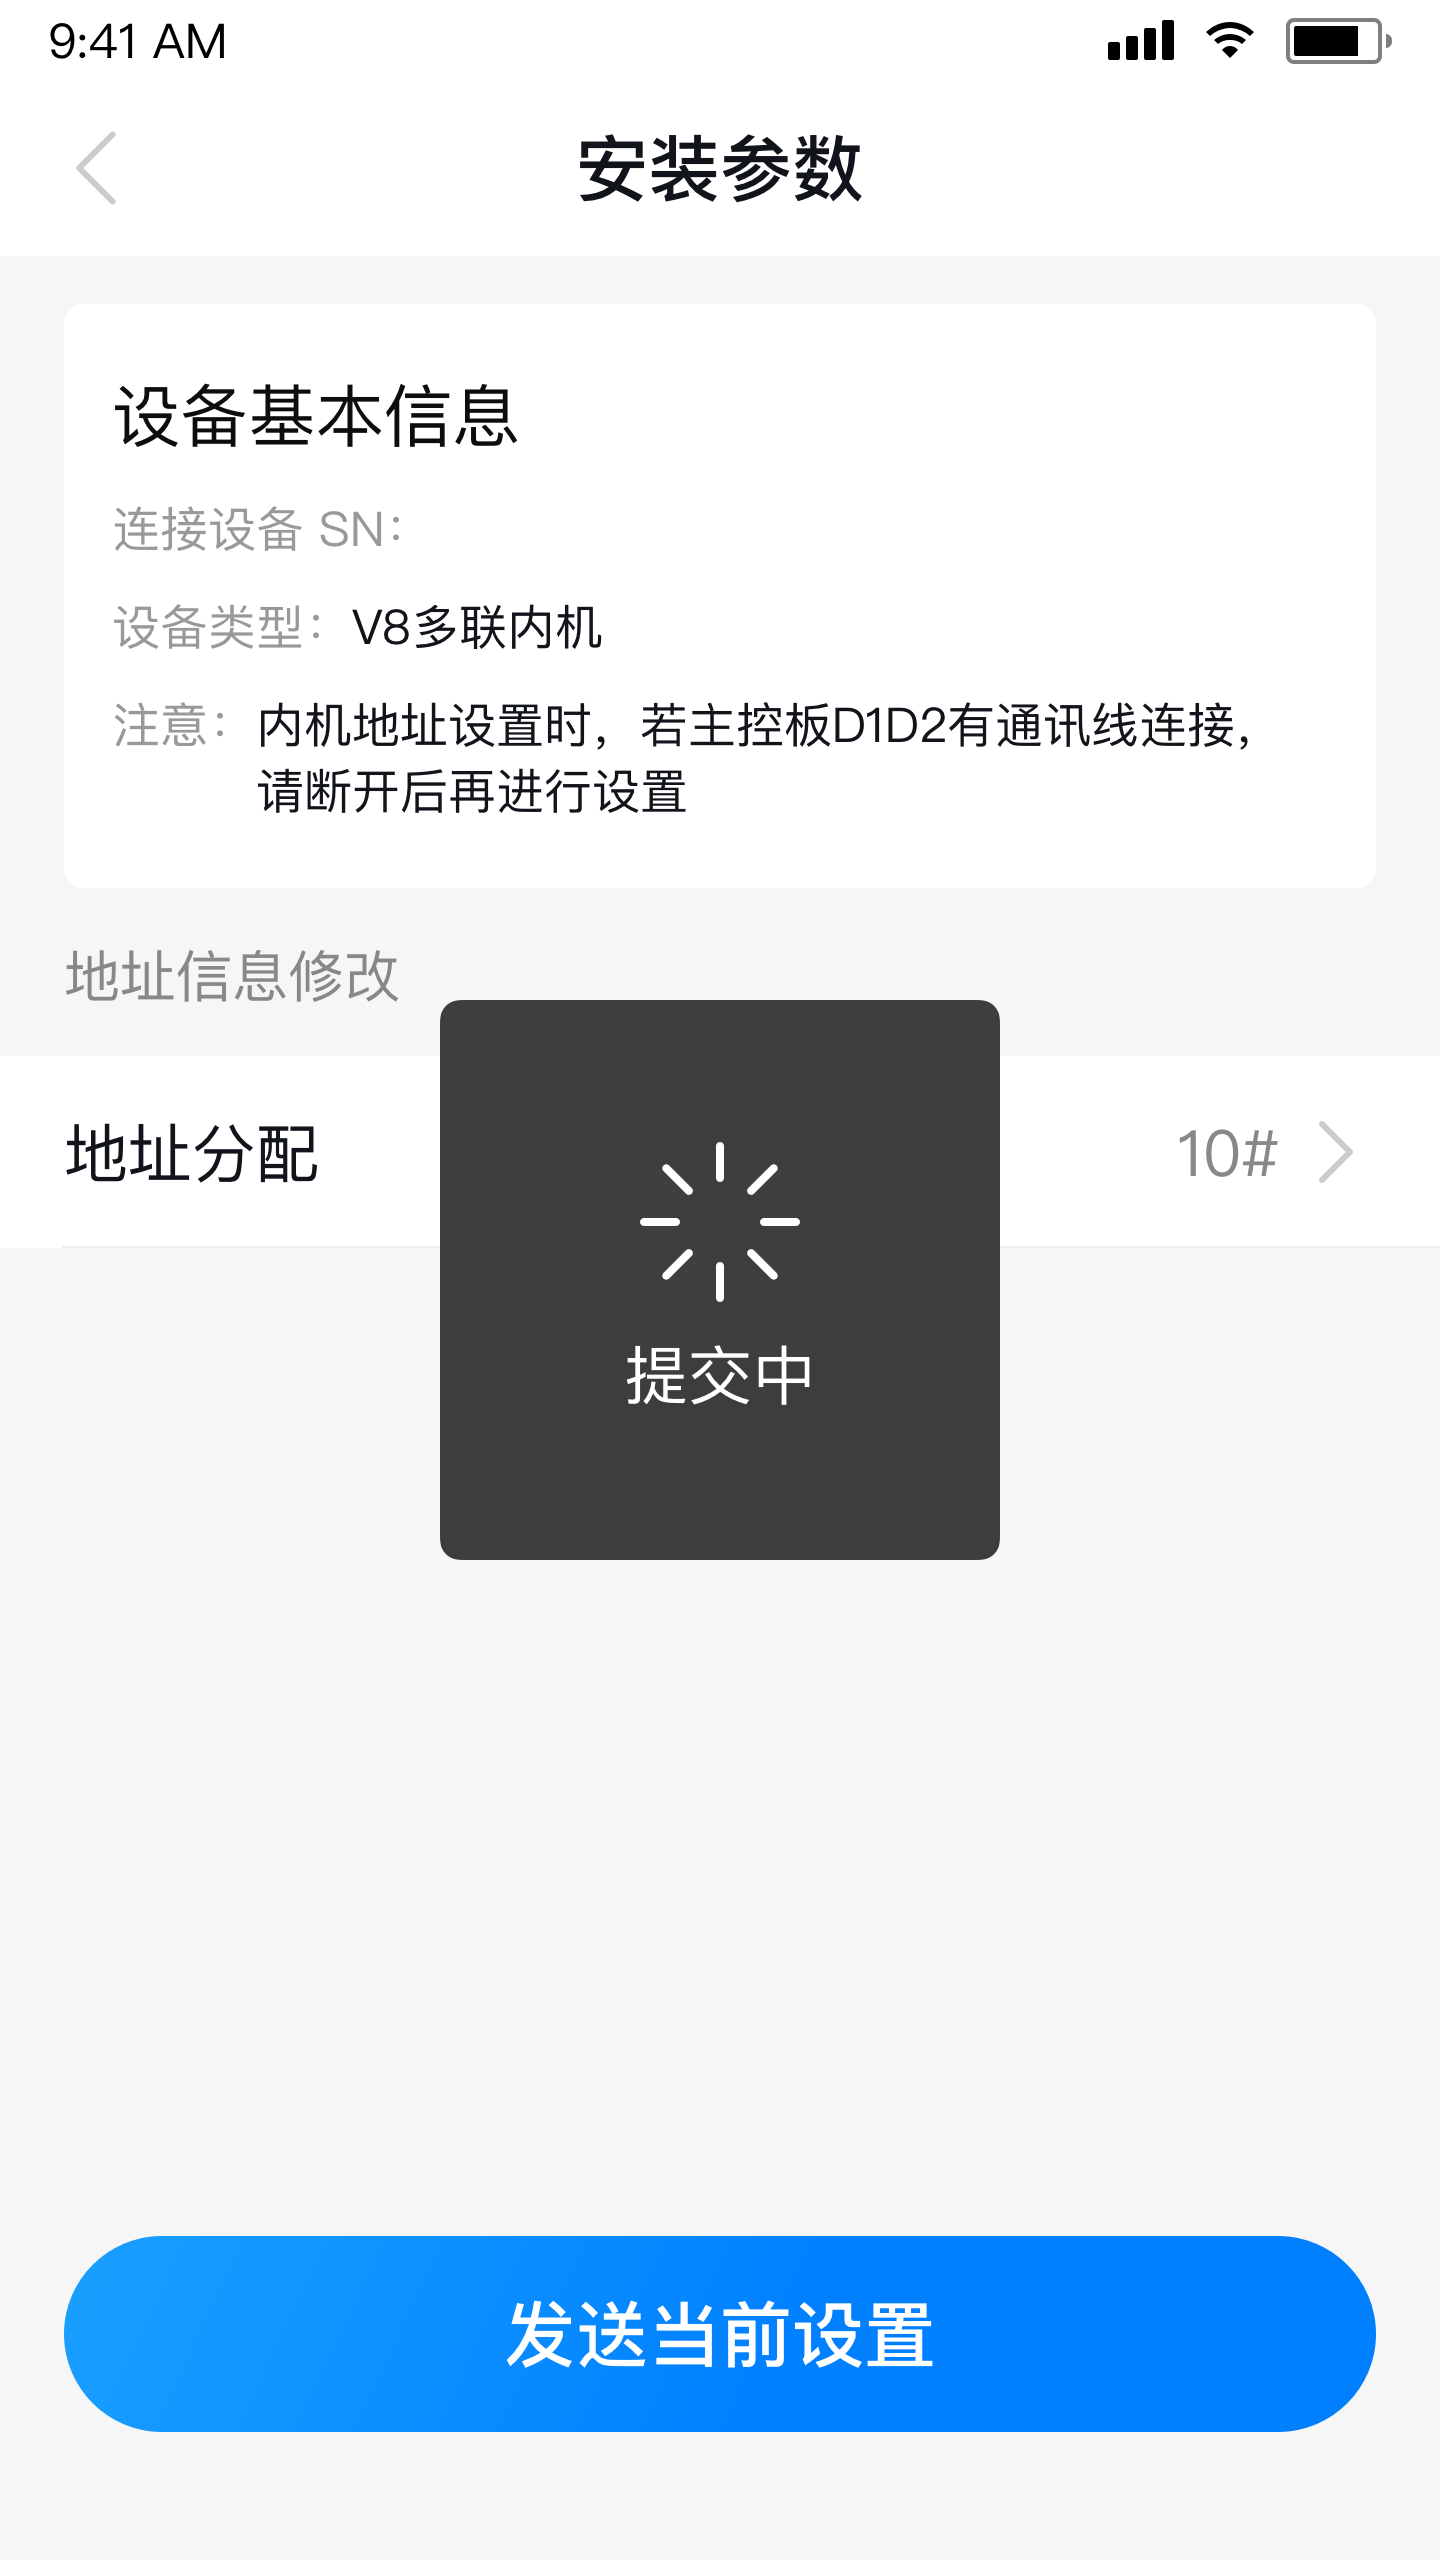 9:41 AM
安装参数
设备基本信息
连接设备 SN：
设备类型：V8多联内机
注意：内机地址设置时，若主控板D1D2有通讯线连接，
请断开后再进行设置
地址信息修改
地址分配 10#
提交中
发送当前设置